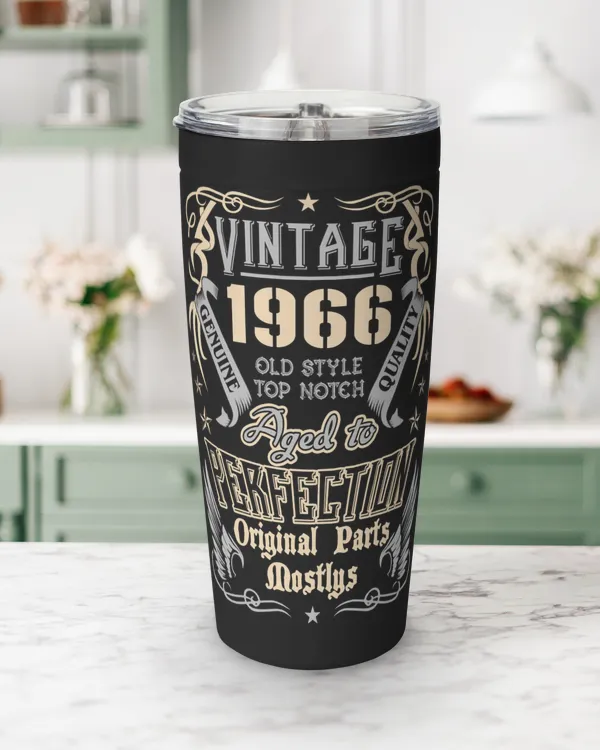 VINTAGE
1966
GENUINE
QUALITY
OLD STYLE
TOP NOTCH
Aged to
PERFECTION
Original Parts
Mostlys